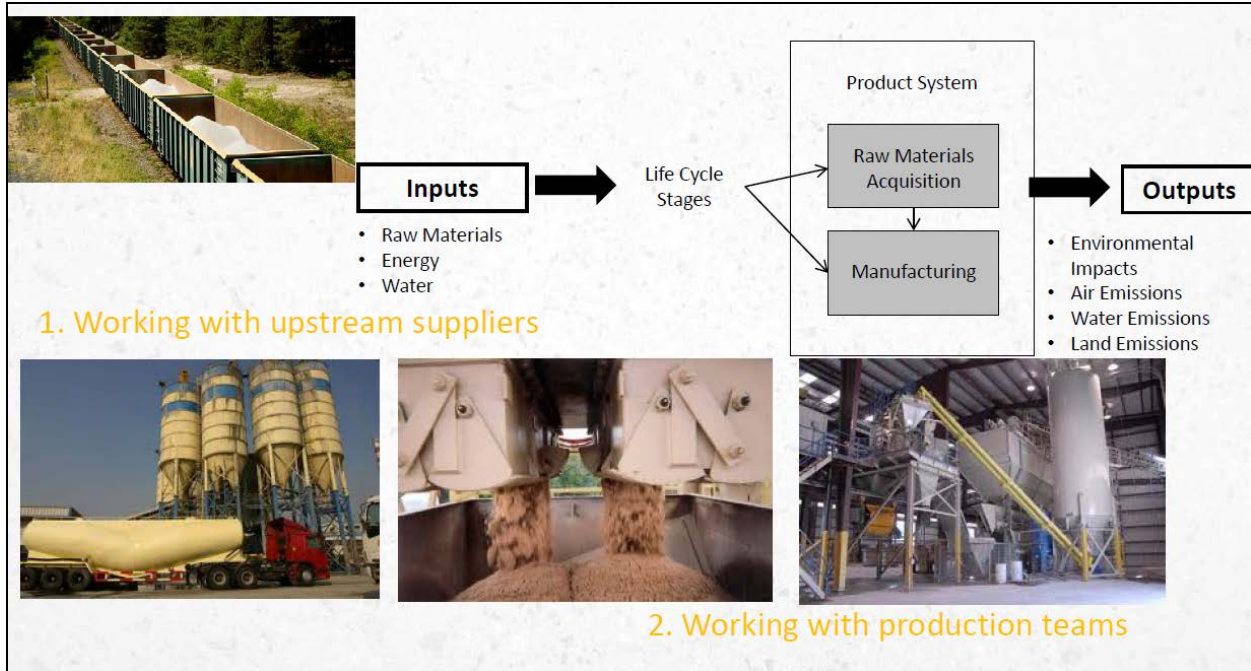 Product System
Raw Materials
Acquisition
Manufacturing
Life Cycle
Stages
Inputs
• Raw Materials
• Energy
• Water
Outputs
• Environmental
Impacts
• Air Emissions
• Water Emissions
• Land Emissions
1. Working with upstream suppliers
2. Working with production teams